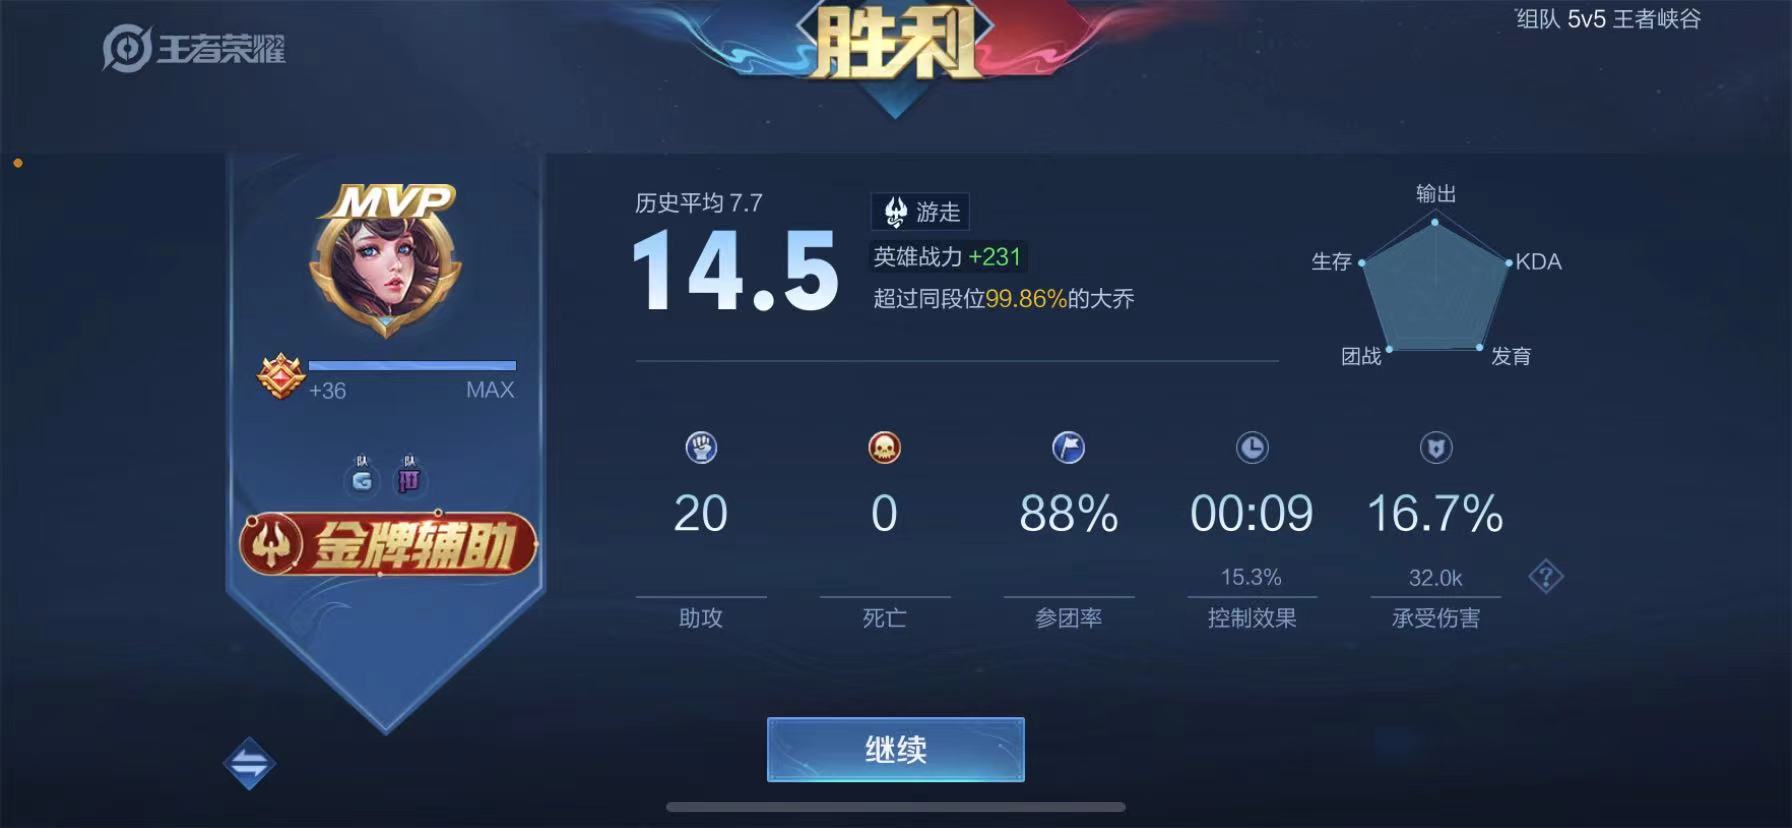 王者荣耀
胜利
组队 5v5 王者峡谷
MVP
+36
MAX
队
队
金牌辅助
历史平均 7.7
14.5
游走
英雄战力 +231
超过同段位99.86%的大乔
输出
KDA
发育
团战
生存
20
助攻
0
死亡
88%
参团率
00:09
15.3%
控制效果
16.7%
32.0k
承受伤害
?
继续